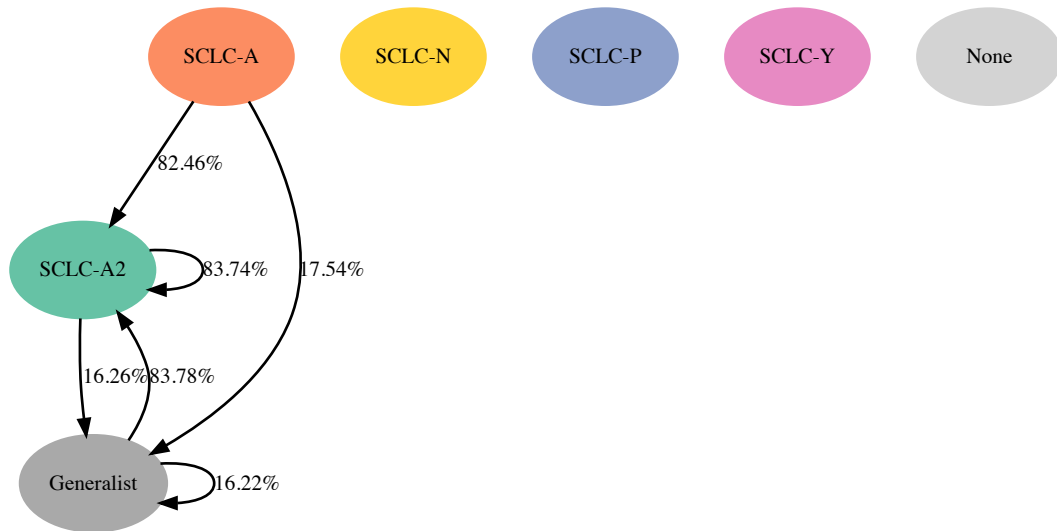 SCLC-A
SCLC-N
SCLC-P
SCLC-Y
None
82.46%
SCLC-A2
83.74%
17.54%
16.26%
83.78%
Generalist
16.22%